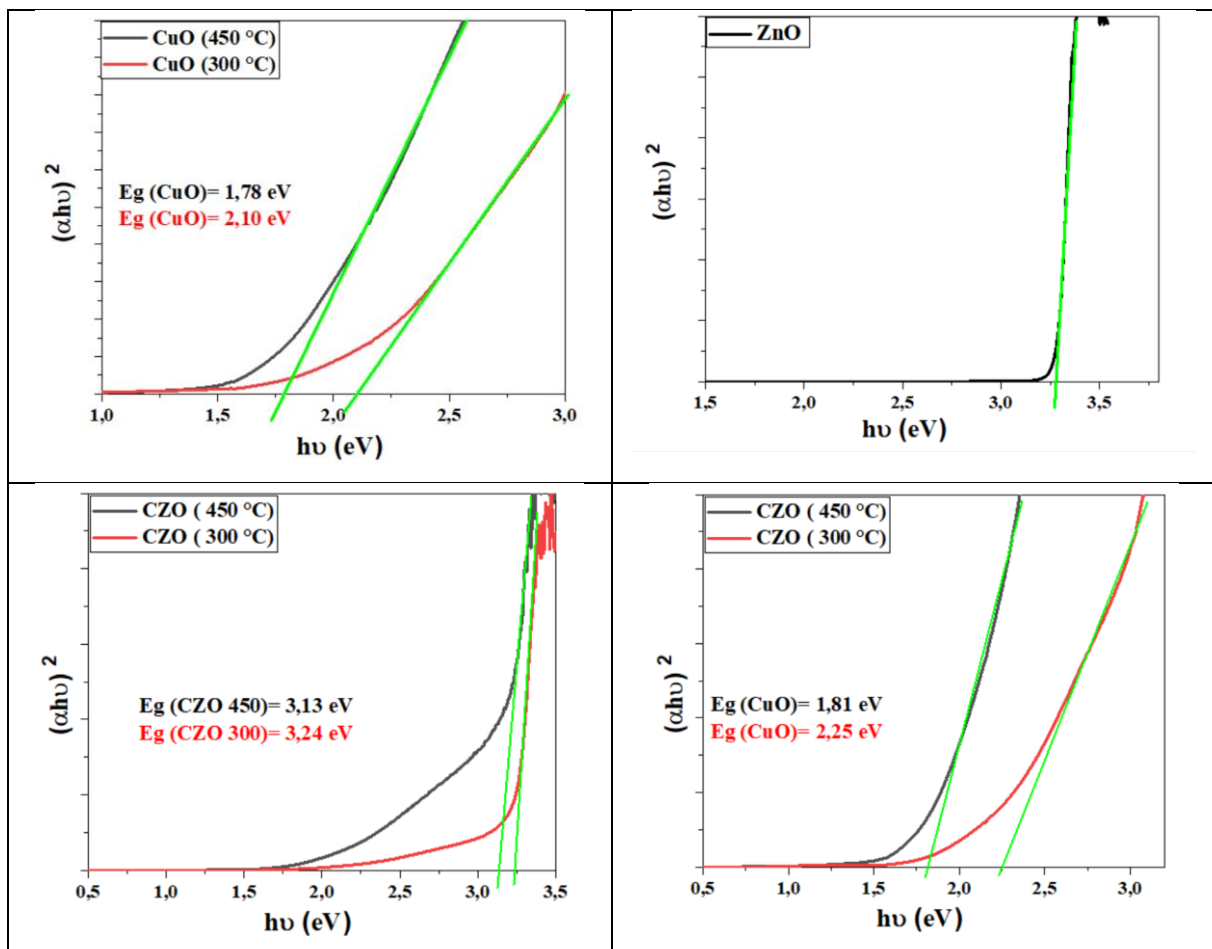 CuO (450 °C)
CuO (300 °C)
(αhυ) ²
Eg (CuO)= 1,78 eV
Eg (CuO)= 2,10 eV
1,0 1,5 2,0 2,5 3,0
hυ (eV)
ZnO
(αhυ) ²
1,5 2,0 2,5 3,0 3,5
hυ (eV)
CZO ( 450 °C)
CZO ( 300 °C)
(αhυ) ²
Eg (CZO 450)= 3,13 eV
Eg (CZO 300)= 3,24 eV
0,5 1,0 1,5 2,0 2,5 3,0 3,5
hυ (eV)
CZO ( 450 °C)
CZO ( 300 °C)
(αhυ) ²
Eg (CuO)= 1,81 eV
Eg (CuO)= 2,25 eV
0,5 1,0 1,5 2,0 2,5 3,0
hυ (eV)